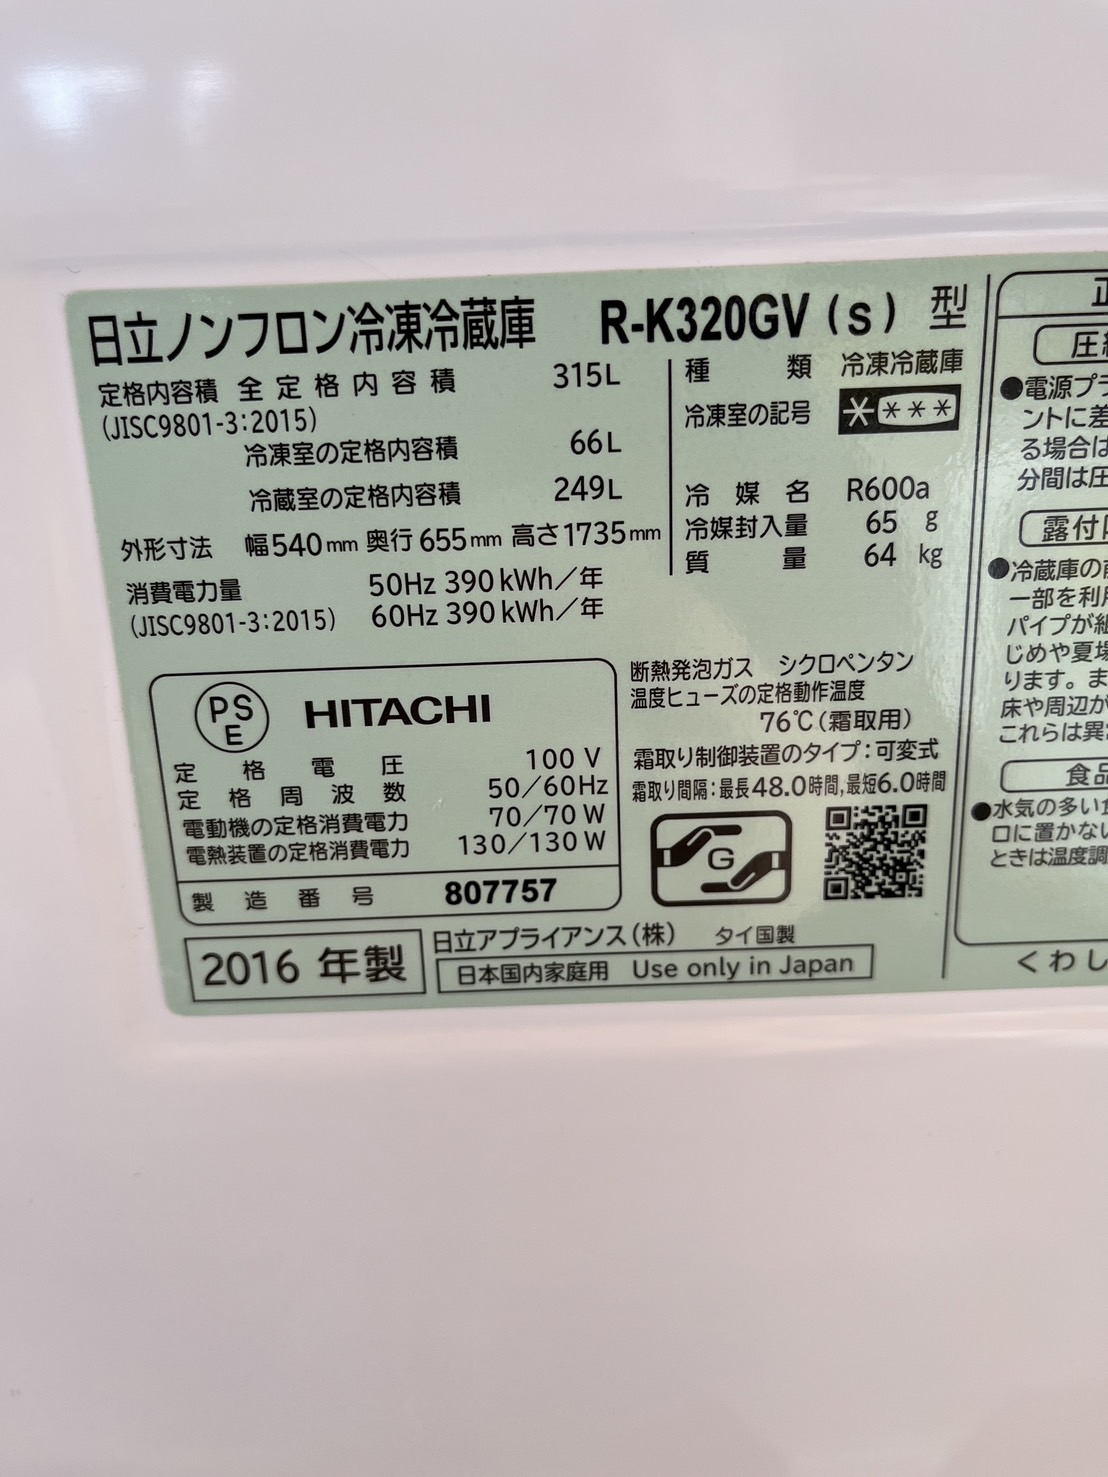 日立ノンフロン冷凍冷蔵庫 R-K320GV(S)型
定格内容積 全定格内容積 315L
(JISC9801-3:2015)
冷凍室の定格内容積 66L
冷蔵室の定格内容積 249L
外形寸法 幅540mm 奥行655mm 高さ1735mm
消費電力量 50Hz 390kWh/年
(JISC9801-3:2015) 60Hz 390kWh/年
種類 冷凍冷蔵庫
冷凍室の記号 ****
冷媒名 R600a
冷媒封入量 65 g
質量 64 kg
PSE HITACHI
定格電圧 100V
定格周波数 50/60Hz
電動機の定格消費電力 70/70W
電熱装置の定格消費電力 130/130W
製造番号 807757
断熱発泡ガス シクロペンタン
温度ヒューズの定格動作温度
76℃(霜取用)
霜取り制御装置のタイプ:可変式
霜取り間隔:最長48.0時間,最短6.0時間
G
2016 年製
日立アプライアンス(株) タイ国製
日本国内家庭用 Use only in Japan
正
圧
●電源プラ
ントに差
る場合は
分間は圧
露付
●冷蔵庫の
一部を利
パイプが
じめや夏場
ります。ま
床や周辺が
これらは異
食
●水気の多い
口に置かない
ときは温度調
くわし